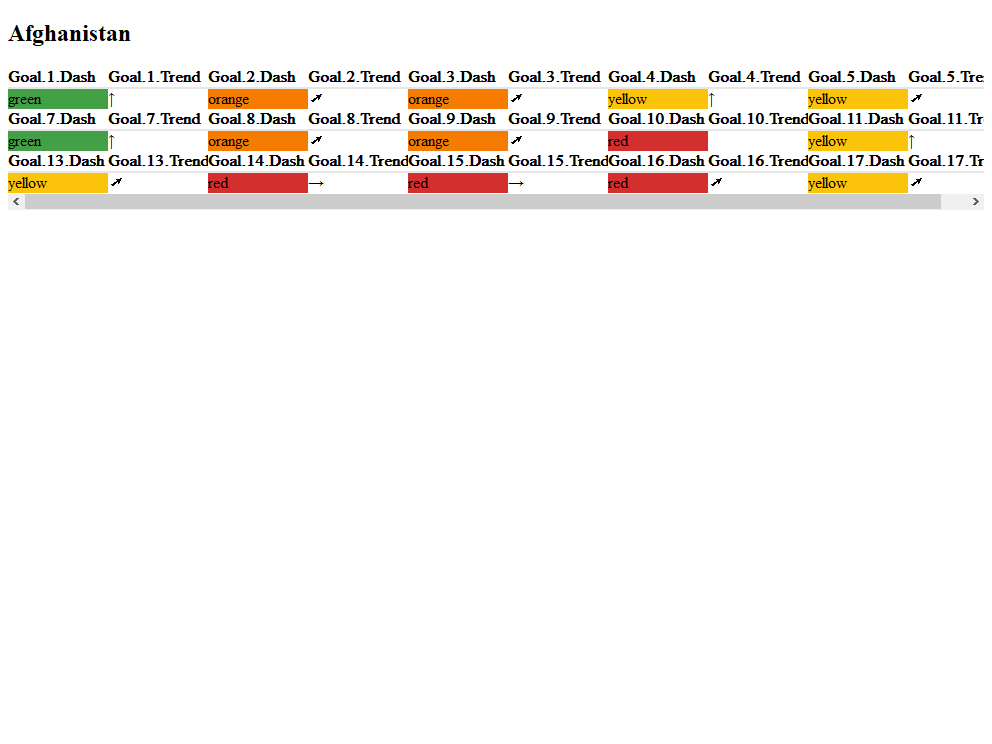 Afghanistan
Goal.1.Dash Goal.1.Trend Goal.2.Dash Goal.2.Trend Goal.3.Dash Goal.3.Trend Goal.4.Dash Goal.4.Trend Goal.5.Dash Goal.5.Tre
green ↑ orange ➚ orange ➚ yellow ↑ yellow ➚
Goal.7.Dash Goal.7.Trend Goal.8.Dash Goal.8.Trend Goal.9.Dash Goal.9.Trend Goal.10.Dash Goal.10.Trend Goal.11.Dash Goal.11.Tr
green ↑ orange ➚ orange ➚ red yellow ↑
Goal.13.Dash Goal.13.Trend Goal.14.Dash Goal.14.Trend Goal.15.Dash Goal.15.Trend Goal.16.Dash Goal.16.Trend Goal.17.Dash Goal.17.Tr
yellow ➚ red → red → red ➚ yellow ➚